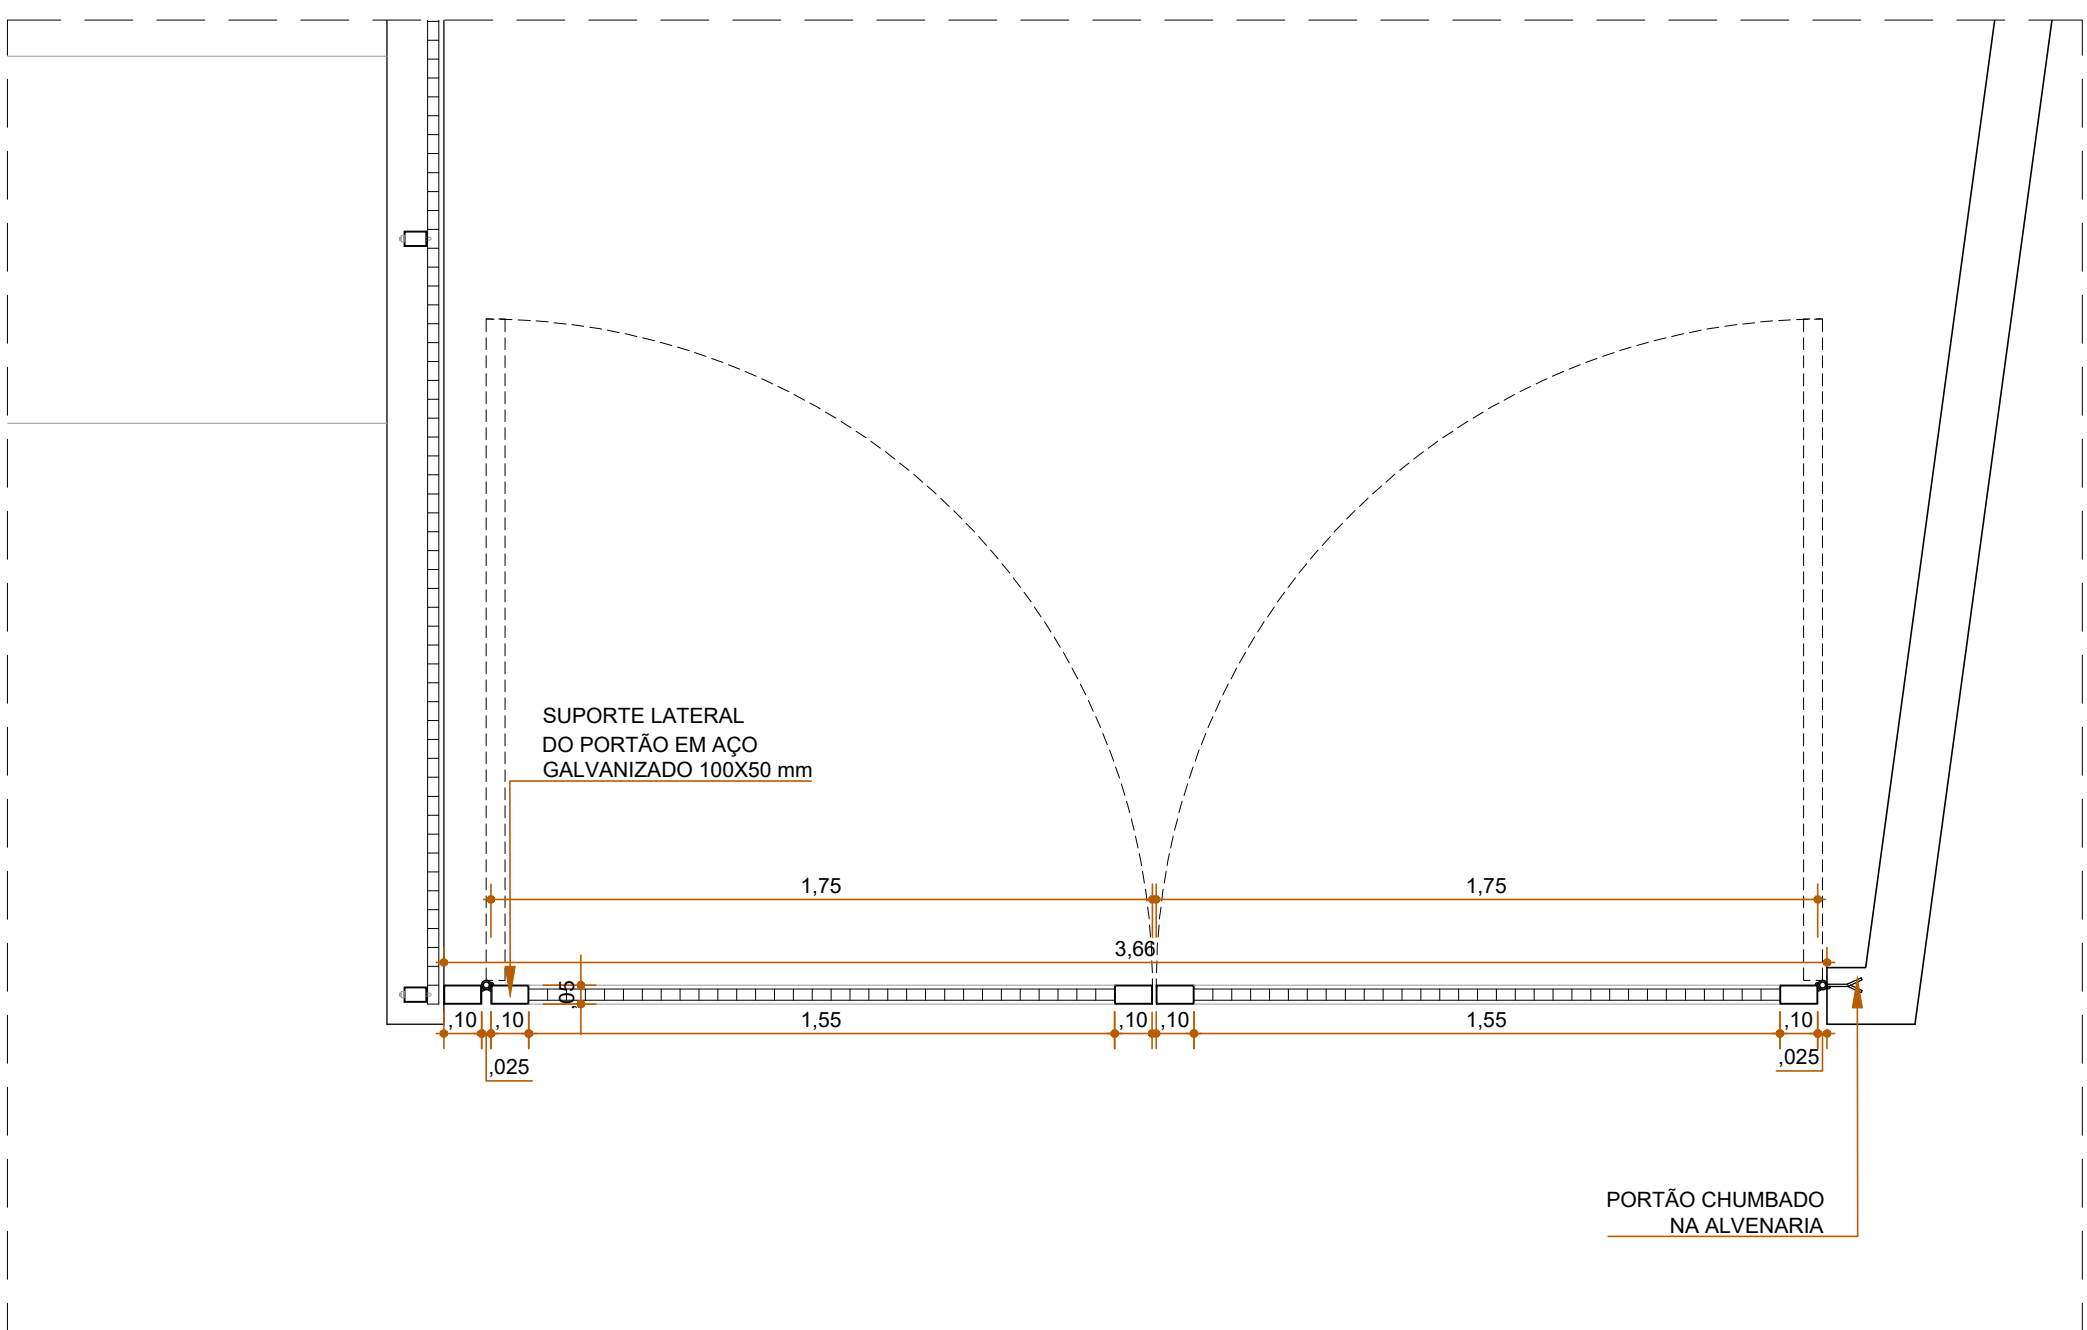 SUPORTE LATERAL
DO PORTÃO EM AÇO
GALVANIZADO 100X50 mm
1,75
1,75
3,66
,05
,10
,10
1,55
,10
,10
1,55
,10
,025
,025
PORTÃO CHUMBADO
NA ALVENARIA